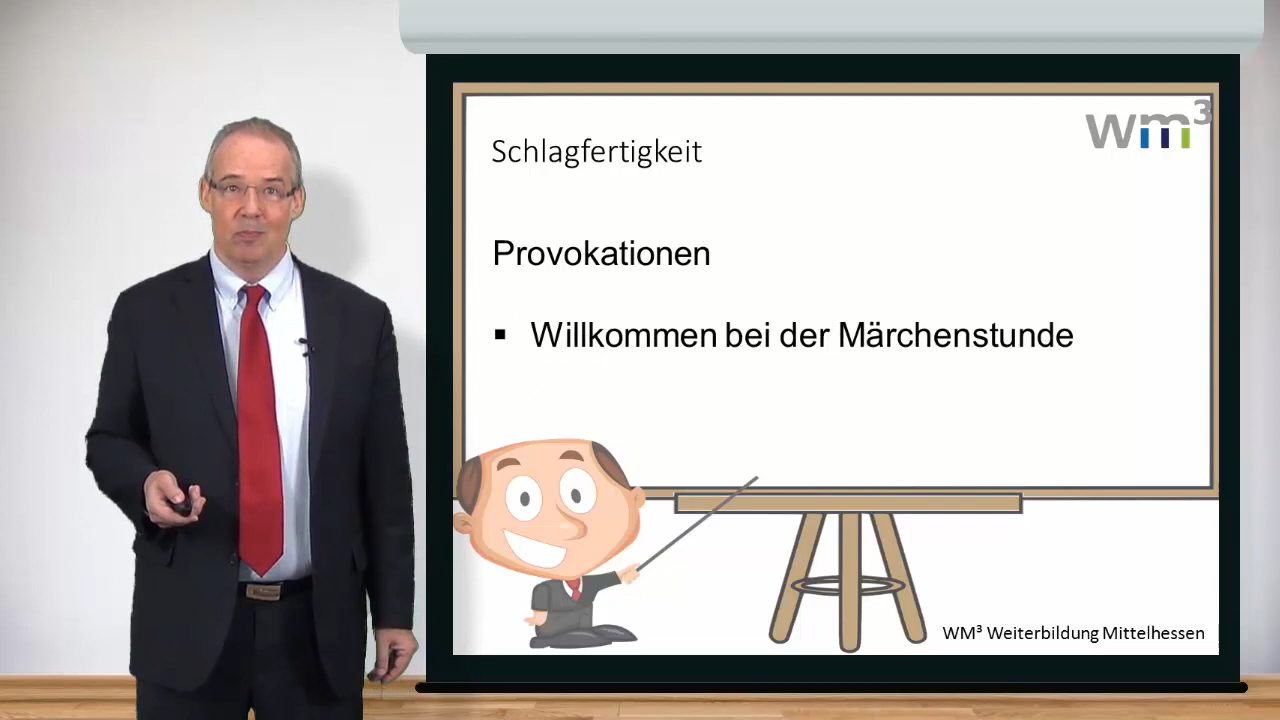 wm³
Schlagfertigkeit
Provokationen
▪ Willkommen bei der Märchenstunde
WM³ Weiterbildung Mittelhessen